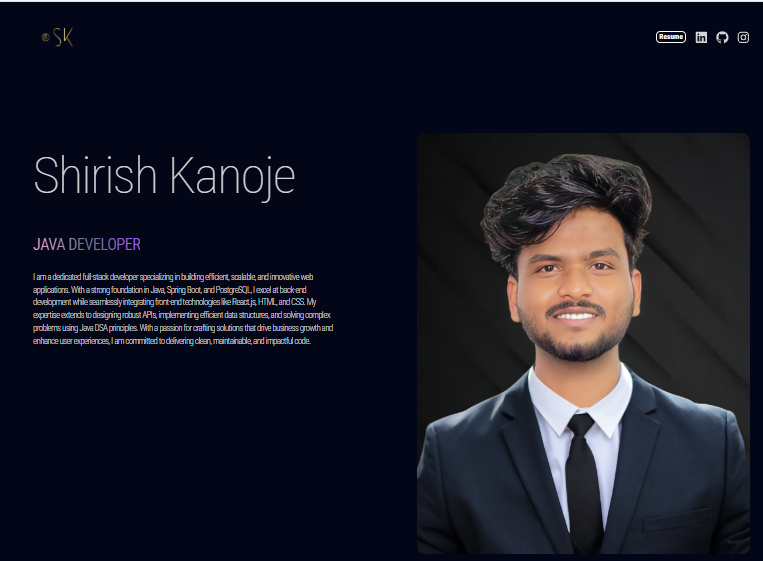 ® SK
Resume
Shirish Kanoje
JAVA DEVELOPER
I am a dedicated full-stack developer specializing in building efficient, scalable, and innovative web
applications. With a strong foundation in Java, Spring Boot, and PostgreSQL, I excel at back-end
development while seamlessly integrating front-end technologies like React.js, HTML, and CSS. My
expertise extends to designing robust APIs, implementing efficient data structures, and solving complex
problems using Java DSA principles. With a passion for crafting solutions that drive business growth and
enhance user experiences, I am committed to delivering clean, maintainable, and impactful code.